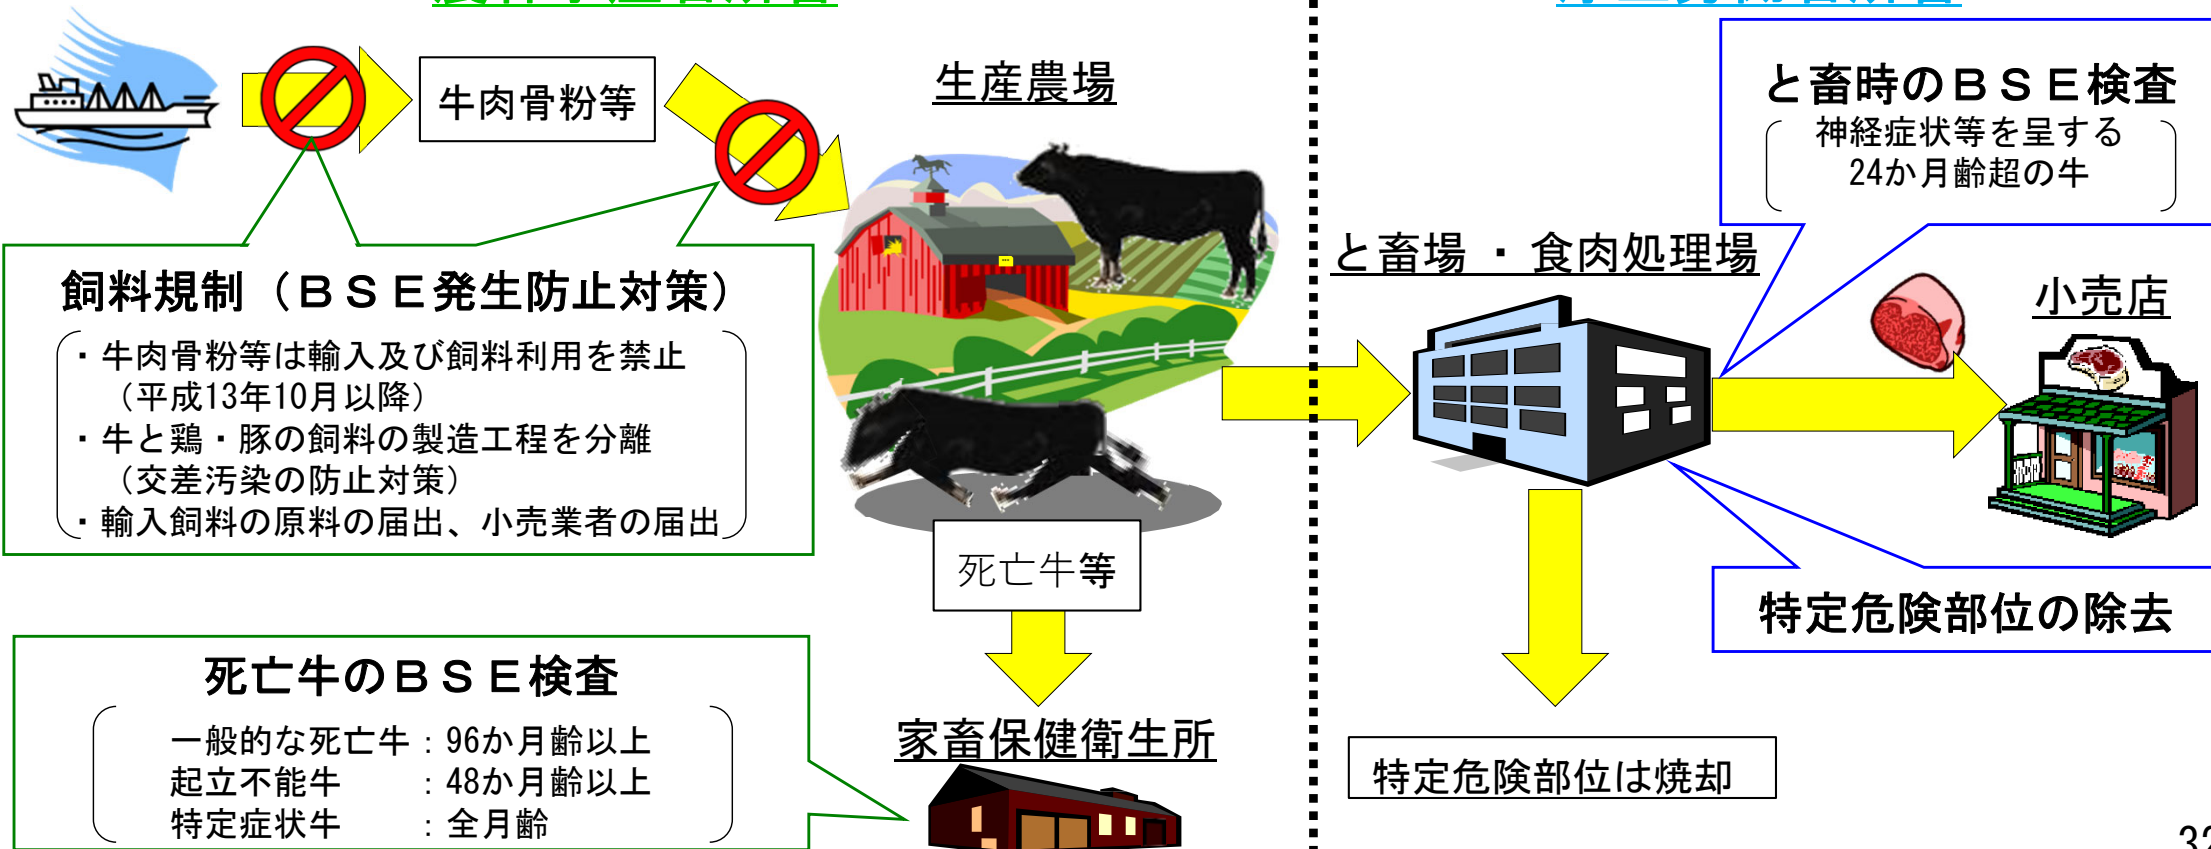 牛肉骨粉等
生産農場
飼料規制（ＢＳＥ発生防止対策）
・牛肉骨粉等は輸入及び飼料利用を禁止
（平成13年10月以降）
・牛と鶏・豚の飼料の製造工程を分離
（交差汚染の防止対策）
・輸入飼料の原料の届出、小売業者の届出
死亡牛等
死亡牛のＢＳＥ検査
一般的な死亡牛：96か月齢以上
起立不能牛　　：48か月齢以上
特定症状牛　　：全月齢
家畜保健衛生所
と畜時のＢＳＥ検査
神経症状等を呈する
24か月齢超の牛
と畜場 ・ 食肉処理場
小売店
特定危険部位の除去
特定危険部位は焼却